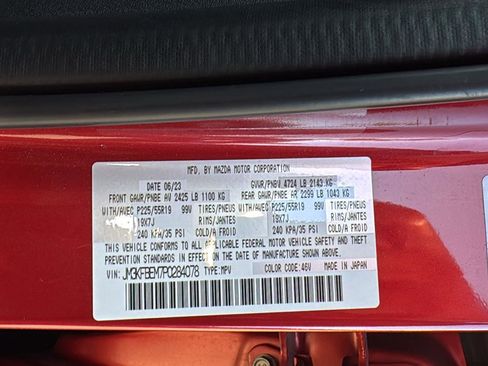 MFD. BY MAZDA MOTOR CORPORATION
DATE 06/23 GVWR/PNBV 4724 LB 2143 KG
FRONT GAWR/PNBE AV 2425 LB 1100 KG REAR GAWR/PNBE AR 2299 LB 1043 KG
WITH/AVEC P225/55R19 99V TIRES/PNEUS WITH/AVEC P225/55R19 99V TIRES/PNEUS
19X7J RIMS/JANTES 19X7J RIMS/JANTES
240 KPA/35 PSI COLD/A FROID 240 KPA/35 PSI COLD/A FROID
THIS VEHICLE CONFORMS TO ALL APPLICABLE FEDERAL MOTOR VEHICLE SAFETY AND THEFT
PREVENTION STANDARDS IN EFFECT ON THE DATE OF MANUFACTURE SHOWN ABOVE.
VIN: JM3KFBEM7P0284078 TYPE:MPV COLOR CODE:46V MADE IN JAPAN